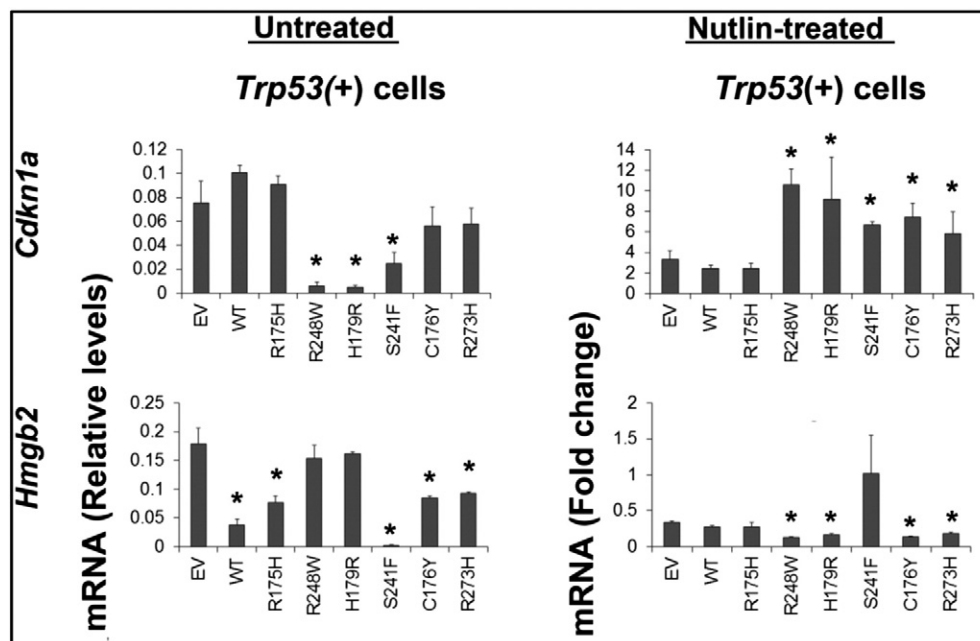 Untreated
Nutlin-treated
Trp53(+) cells
Trp53(+) cells
Cdkn1a
Hmgb2
mRNA (Relative levels)
0.12
0.1
0.08
0.06
0.04
0.02
0
* * *
EV WT R175H R248W H179R S241F C176Y R273H
mRNA (Fold change)
14
12
10
8
6
4
2
0
* * * * *
EV WT R175H R248W H179R S241F C176Y R273H
0.25
0.2
0.15
0.1
0.05
0
* * * * *
EV WT R175H R248W H179R S241F C176Y R273H
2
1.5
1
0.5
0
* * * *
EV WT R175H R248W H179R S241F C176Y R273H